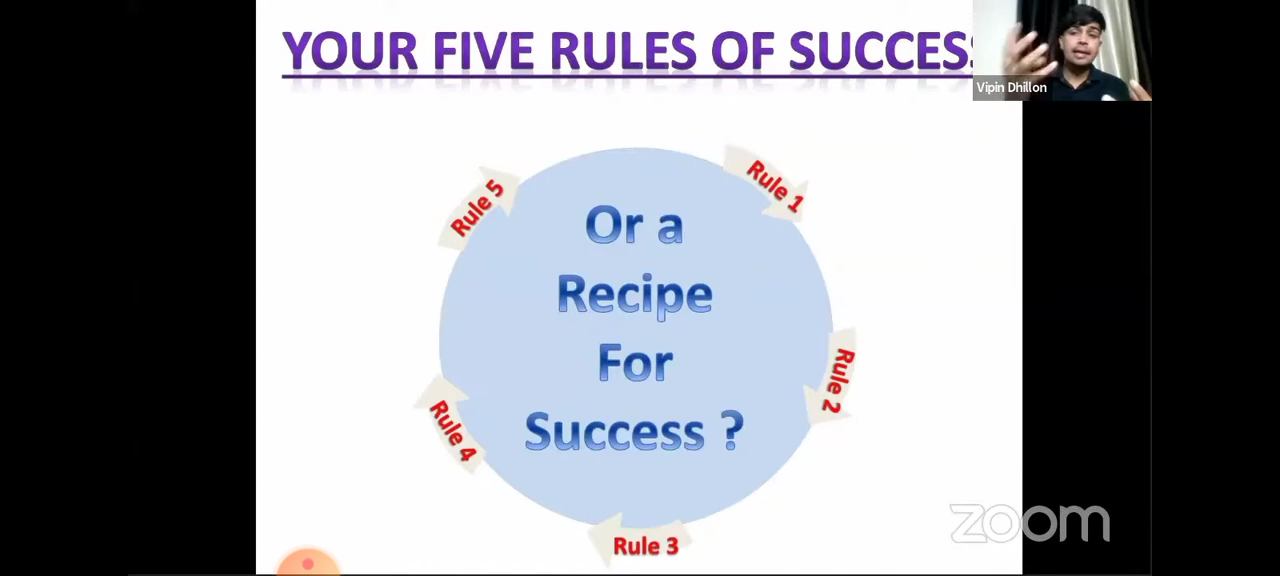 YOUR FIVE RULES OF SUCCESS
Vipin Dhillon
Rule 1
Rule 5
Or a
Recipe
For
Success ?
Rule 2
Rule 4
Rule 3
zoom